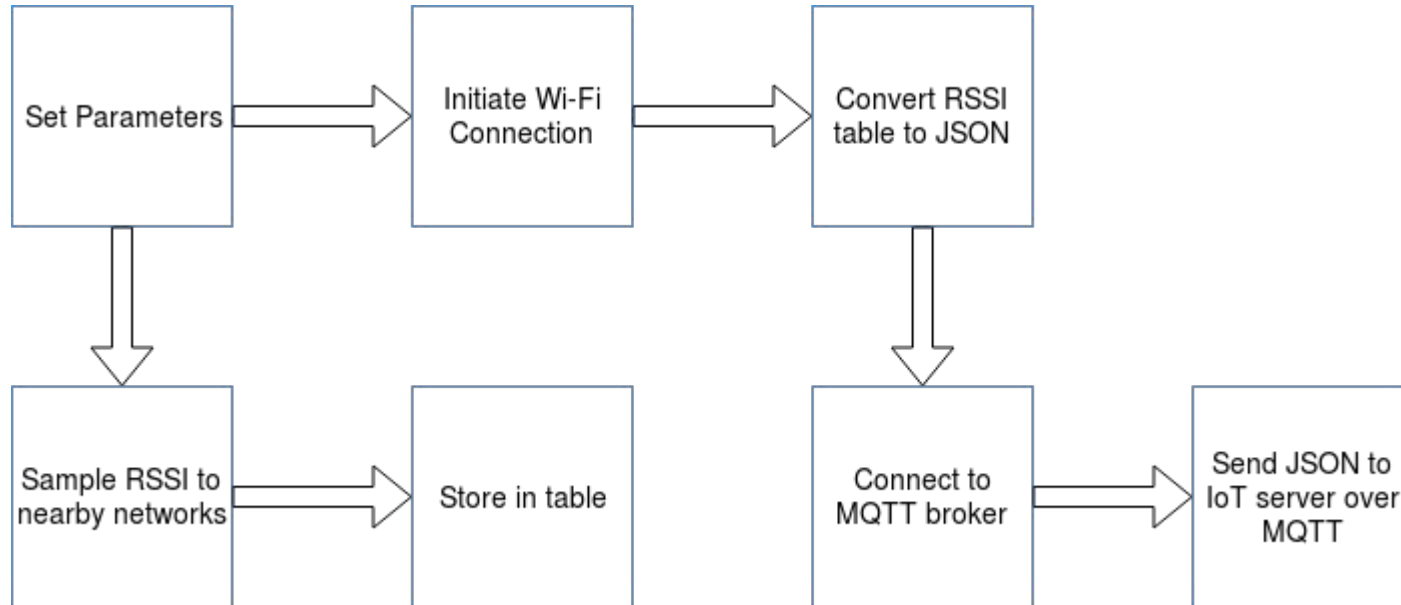 Set Parameters
Initiate Wi-Fi
Connection
Convert RSSI
table to JSON
Sample RSSI to
nearby networks
Store in table
Connect to
MQTT broker
Send JSON to
IoT server over
MQTT